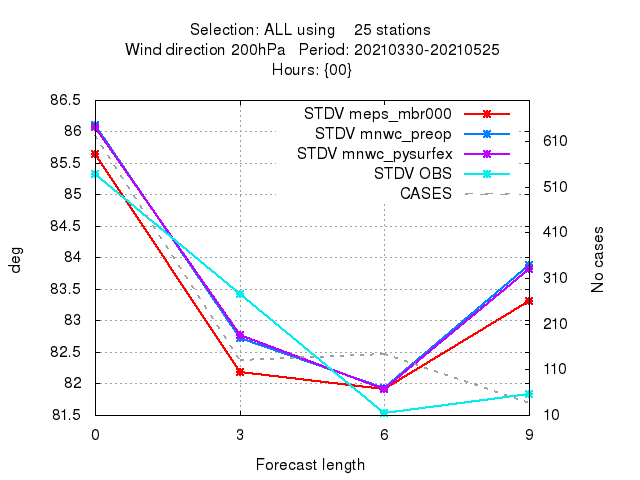 Selection: ALL using    25 stations
Wind direction 200hPa   Period: 20210330-20210525
Hours: {00}
STDV meps_mbr000
STDV mnwc_preop
STDV mnwc_pysurfex
STDV OBS
CASES
86.5
86
85.5
85
84.5
84
83.5
83
82.5
82
81.5
deg
610
510
410
310
210
110
10
No cases
0 3 6 9
Forecast length